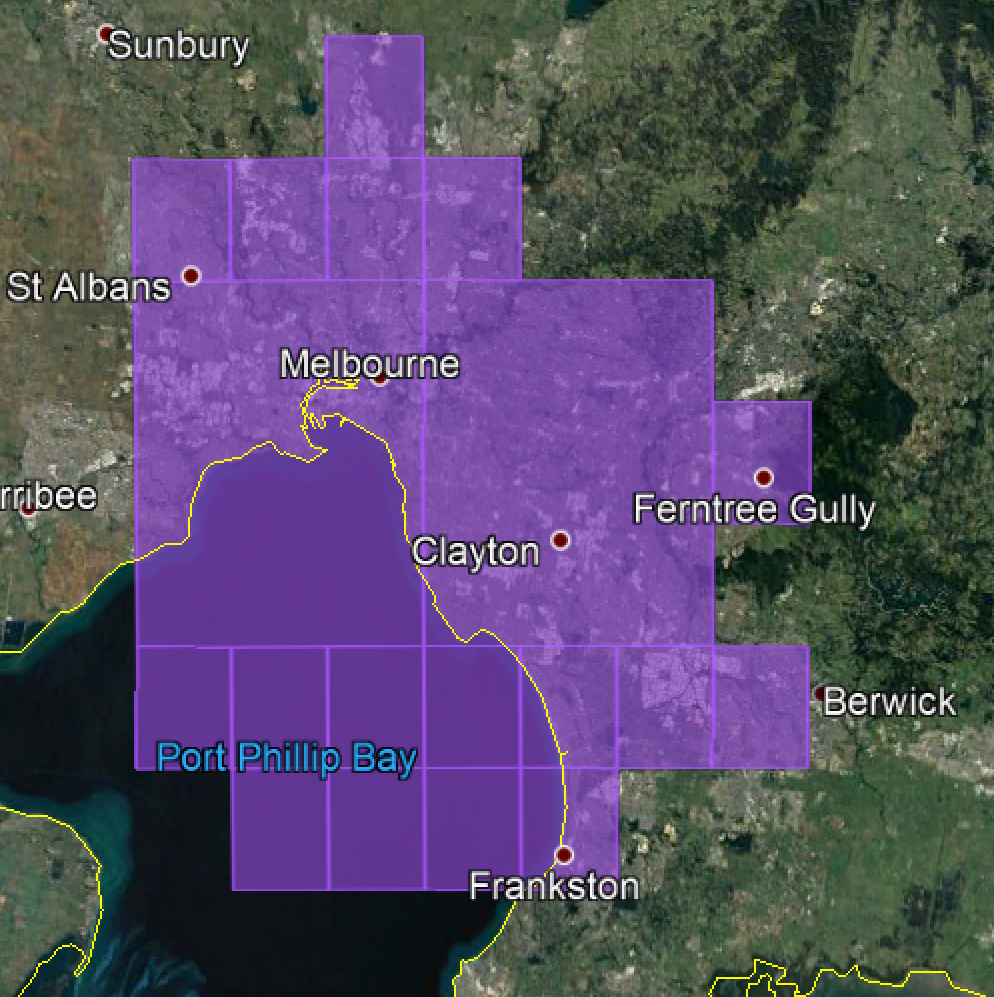 Sunbury
St Albans
Melbourne
rribee
Ferntree Gully
Clayton
Berwick
Port Phillip Bay
Frankston